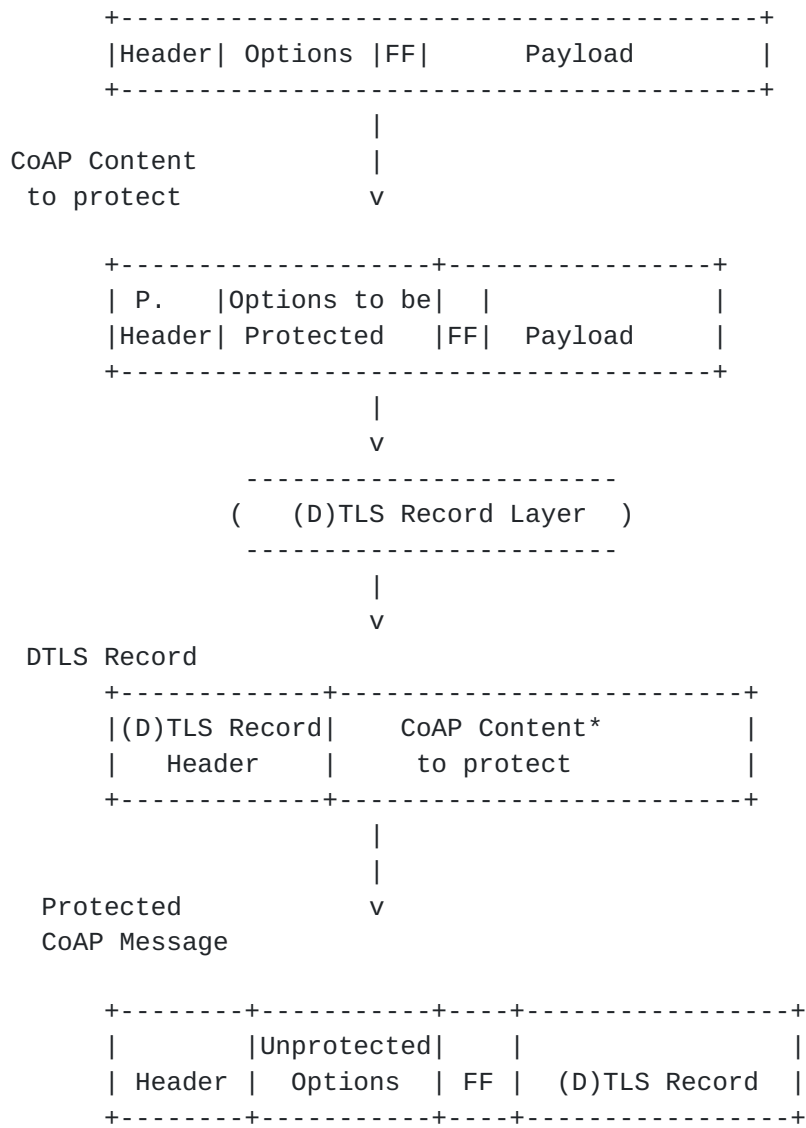 |Header| Options |FF| Payload |
CoAP Content
to protect v
| P. |Options to be| | |
|Header| Protected |FF| Payload |
v
( (D)TLS Record Layer )
v
DTLS Record
|(D)TLS Record| CoAP Content* |
| Header | to protect |
Protected v
CoAP Message
| |Unprotected| | |
| Header | Options | FF | (D)TLS Record |